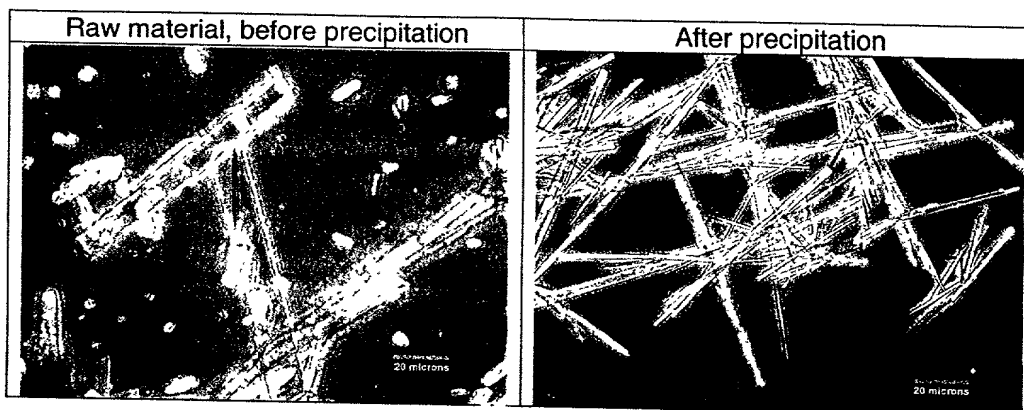 Raw material, before precipitation
After precipitation
20 microns
20 microns